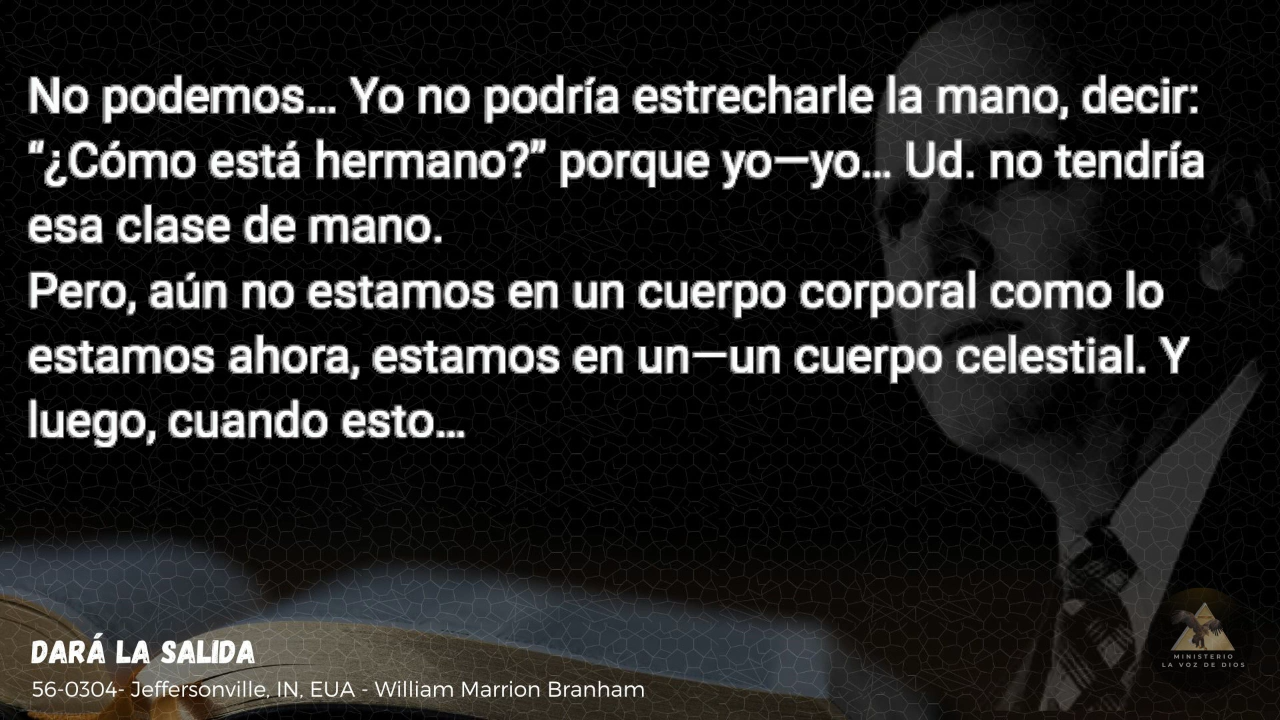 No podemos... Yo no podría estrecharle la mano, decir:
“¿Cómo está hermano?” porque yo—yo... Ud. no tendría
esa clase de mano.
Pero, aún no estamos en un cuerpo corporal como lo
estamos ahora, estamos en un—un cuerpo celestial. Y
luego, cuando esto...
DARÁ LA SALIDA
56-0304- Jeffersonville, IN, EUA - William Marrion Branham
MINISTERIO
LA VOZ DE DIOS